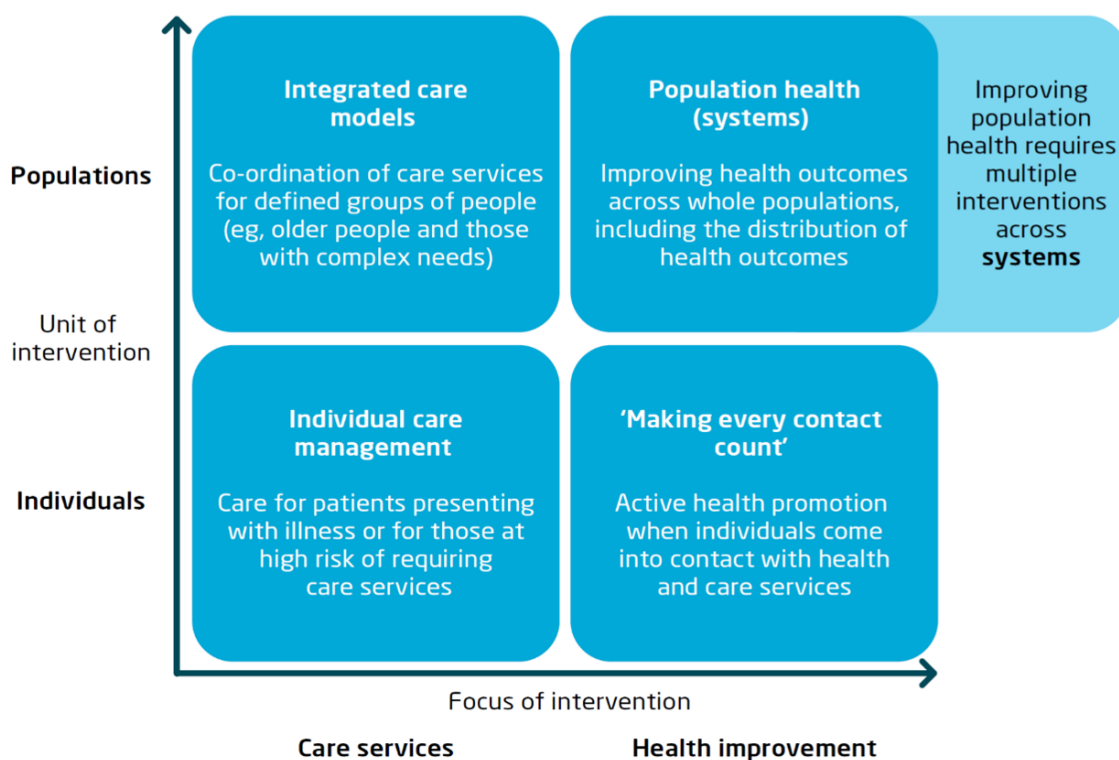 Populations
Unit of
intervention
Individuals
Integrated care
models
Co-ordination of care services
for defined groups of people
(eg, older people and those
with complex needs)
Population health
(systems)
Improving health outcomes
across whole populations,
including the distribution of
health outcomes
Improving
population
health requires
multiple
interventions
across
systems
Individual care
management
Care for patients presenting
with illness or for those at
high risk of requiring
care services
‘Making every contact
count’
Active health promotion
when individuals come
into contact with health
and care services
Focus of intervention
Care services
Health improvement